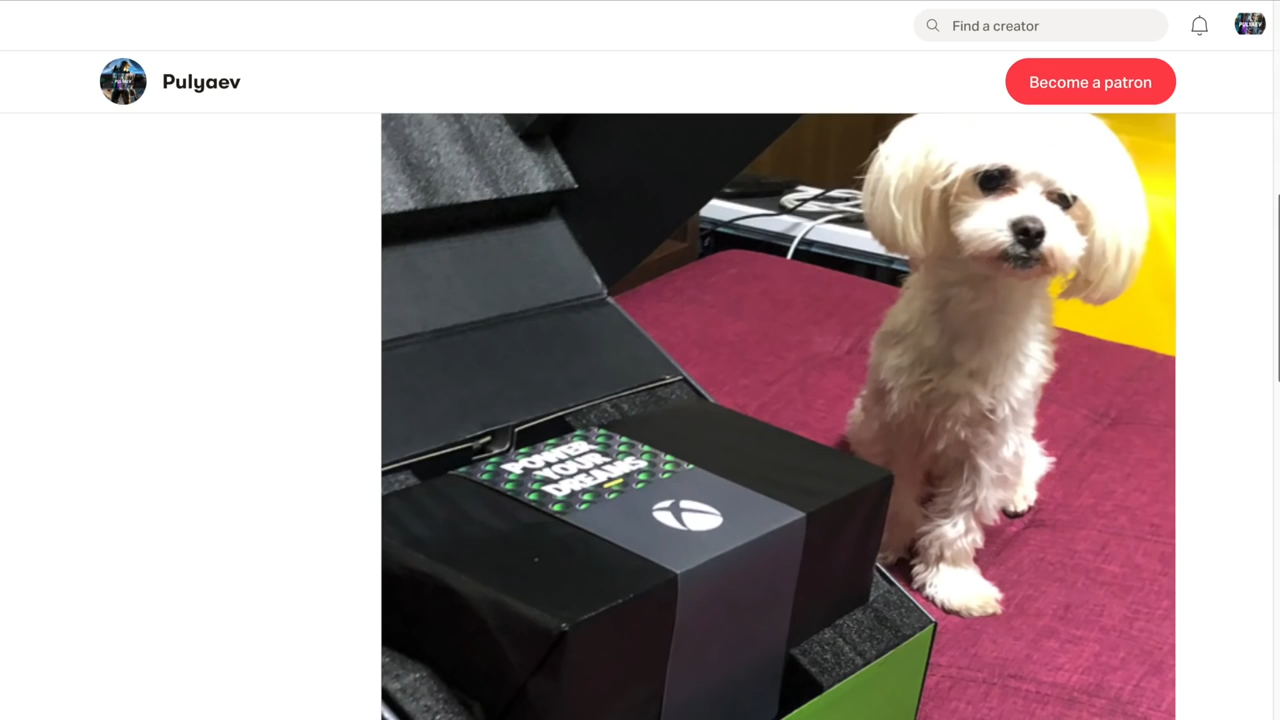 Find a creator
Pulyaev
Become a patron
POWER
YOUR
DREAMS